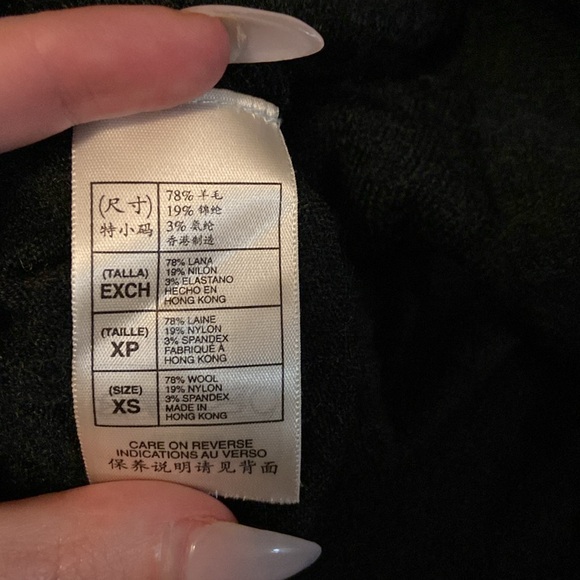 (尺寸)
特小码
78% 羊毛
19% 锦纶
3% 氨纶
香港制造
(TALLA)
EXCH
78% LANA
19% NILÓN
3% ELASTANO
HECHO EN
HONG KONG
(TAILLE)
XP
78% LAINE
19% NYLON
3% SPANDEX
FABRIQUÉ À
HONG KONG
(SIZE)
XS
78% WOOL
19% NYLON
3% SPANDEX
MADE IN
HONG KONG
CARE ON REVERSE
INDICATIONS AU VERSO
保养说明请见背面